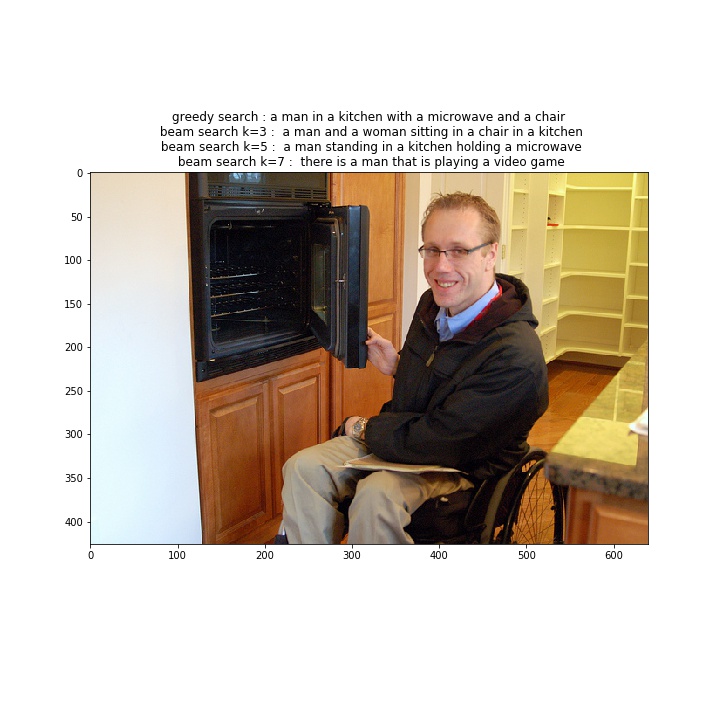 greedy search : a man in a kitchen with a microwave and a chair
beam search k=3 :  a man and a woman sitting in a chair in a kitchen
beam search k=5 :  a man standing in a kitchen holding a microwave
beam search k=7 :  there is a man that is playing a video game
0
50
100
150
200
250
300
350
400
0 100 200 300 400 500 600